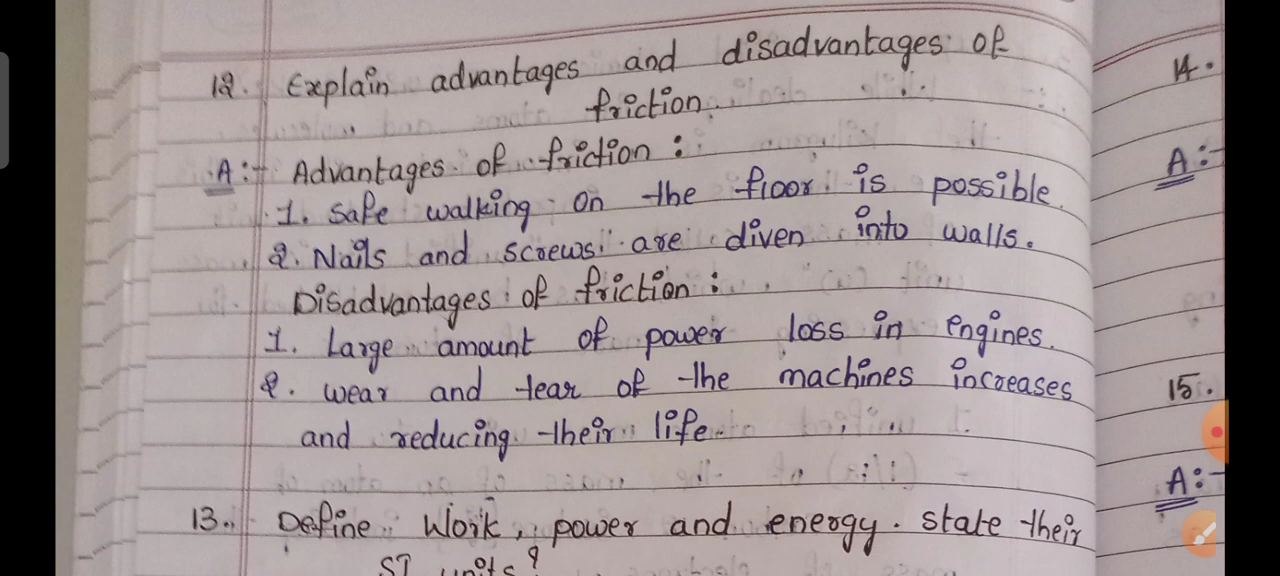 12. Explain advantages and disadvantages of
friction.
A:- Advantages of friction:
1. Safe walking on the floor is possible.
2. Nails and screws are diven into walls.
Disadvantages of friction:
1. Large amount of power loss in engines.
2. wear and tear of the machines increases
and reducing their life.
13. Define Work, power and energy. state their
SI units?
14.
A:-
15.
A:-